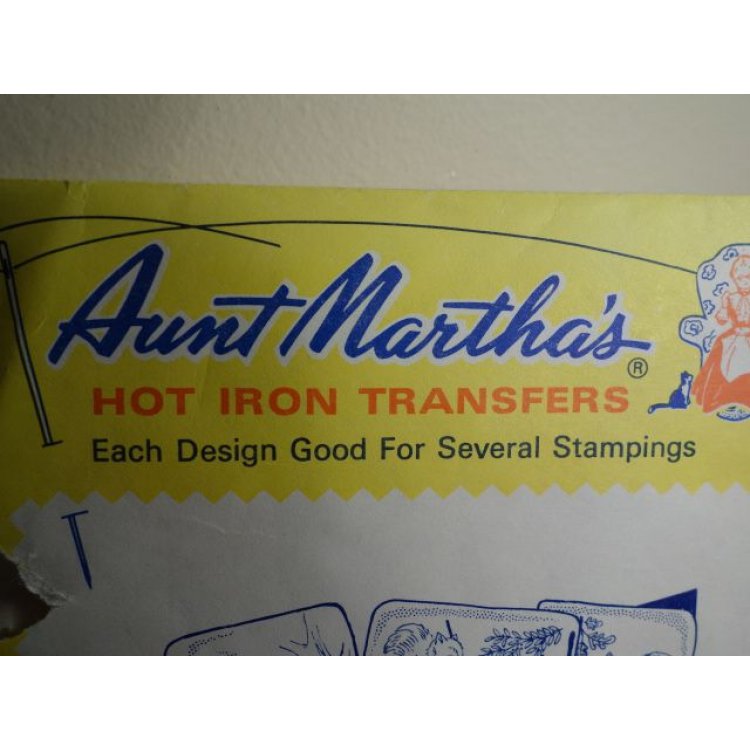 Aunt Martha's ®
HOT IRON TRANSFERS
Each Design Good For Several Stampings